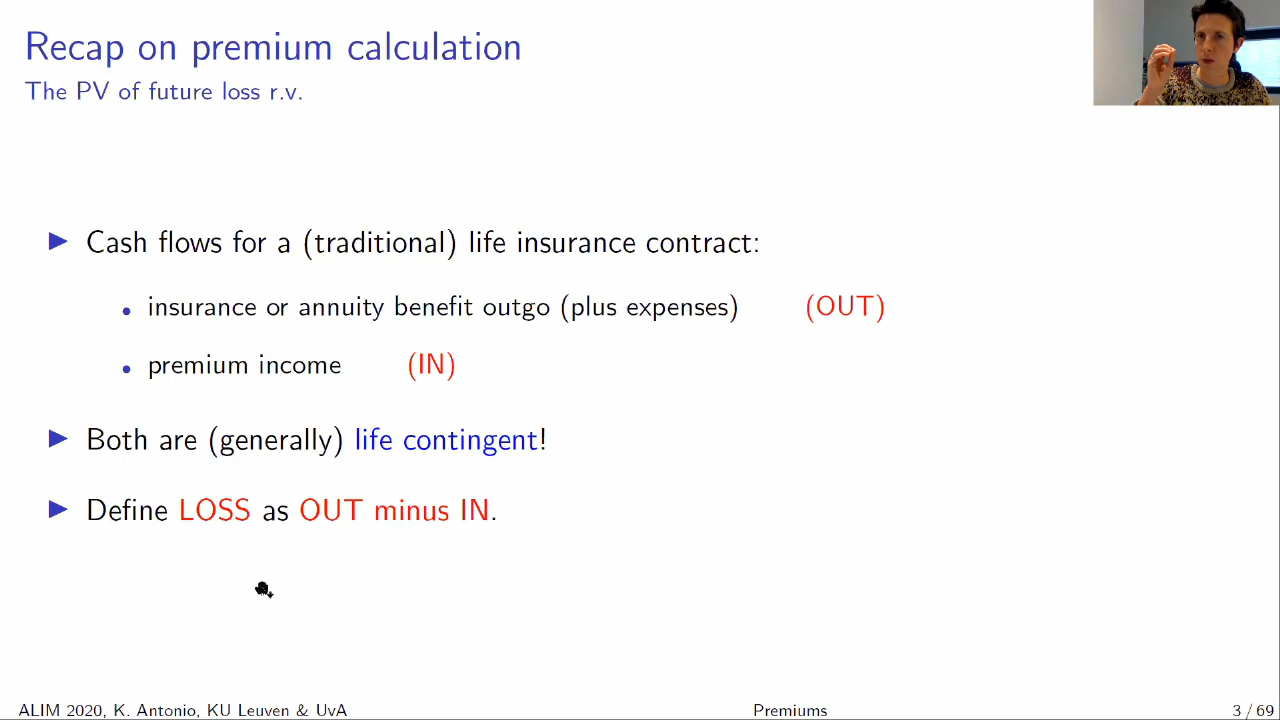 Recap on premium calculation
The PV of future loss r.v.
▶ Cash flows for a (traditional) life insurance contract:
• insurance or annuity benefit outgo (plus expenses) (OUT)
• premium income (IN)
▶ Both are (generally) life contingent!
▶ Define LOSS as OUT minus IN.
ALIM 2020, K. Antonio, KU Leuven & UvA Premiums 3 / 69